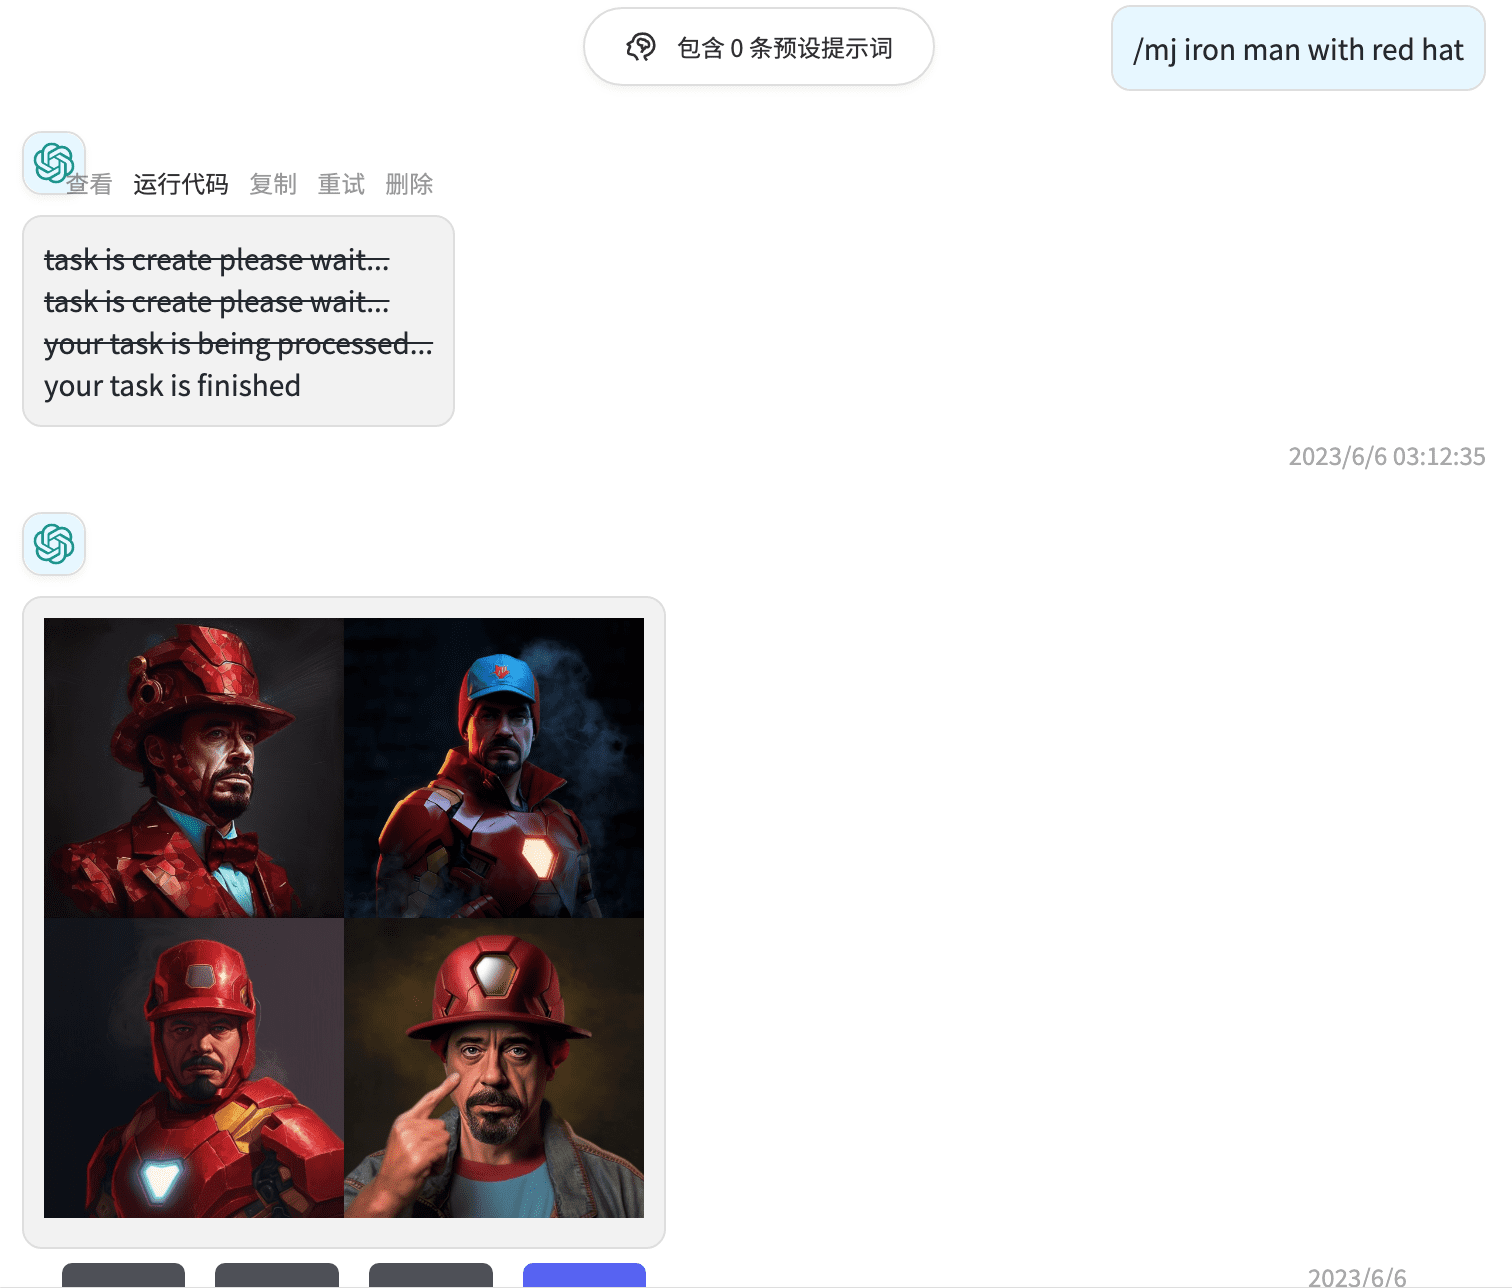 包含 0 条预设提示词
/mj iron man with red hat
查看 运行代码 复制 重试 删除
task is create please wait...
task is create please wait...
your task is being processed...
your task is finished
2023/6/6 03:12:35
2023/6/6